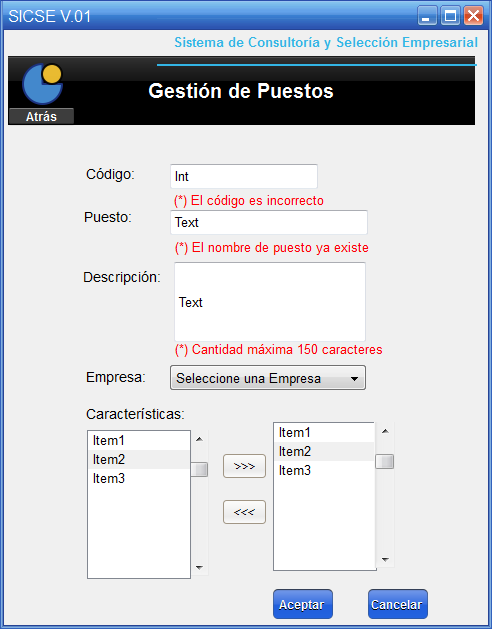 SICSE V.01
Sistema de Consultoría y Selección Empresarial
Gestión de Puestos
Atrás
Código:
Int
(*) El código es incorrecto
Puesto:
Text
(*) El nombre de puesto ya existe
Descripción:
Text
(*) Cantidad máxima 150 caracteres
Empresa:
Seleccione una Empresa
Características:
Item1
Item2
Item3
>>>
<<<
Item1
Item2
Item3
Aceptar
Cancelar